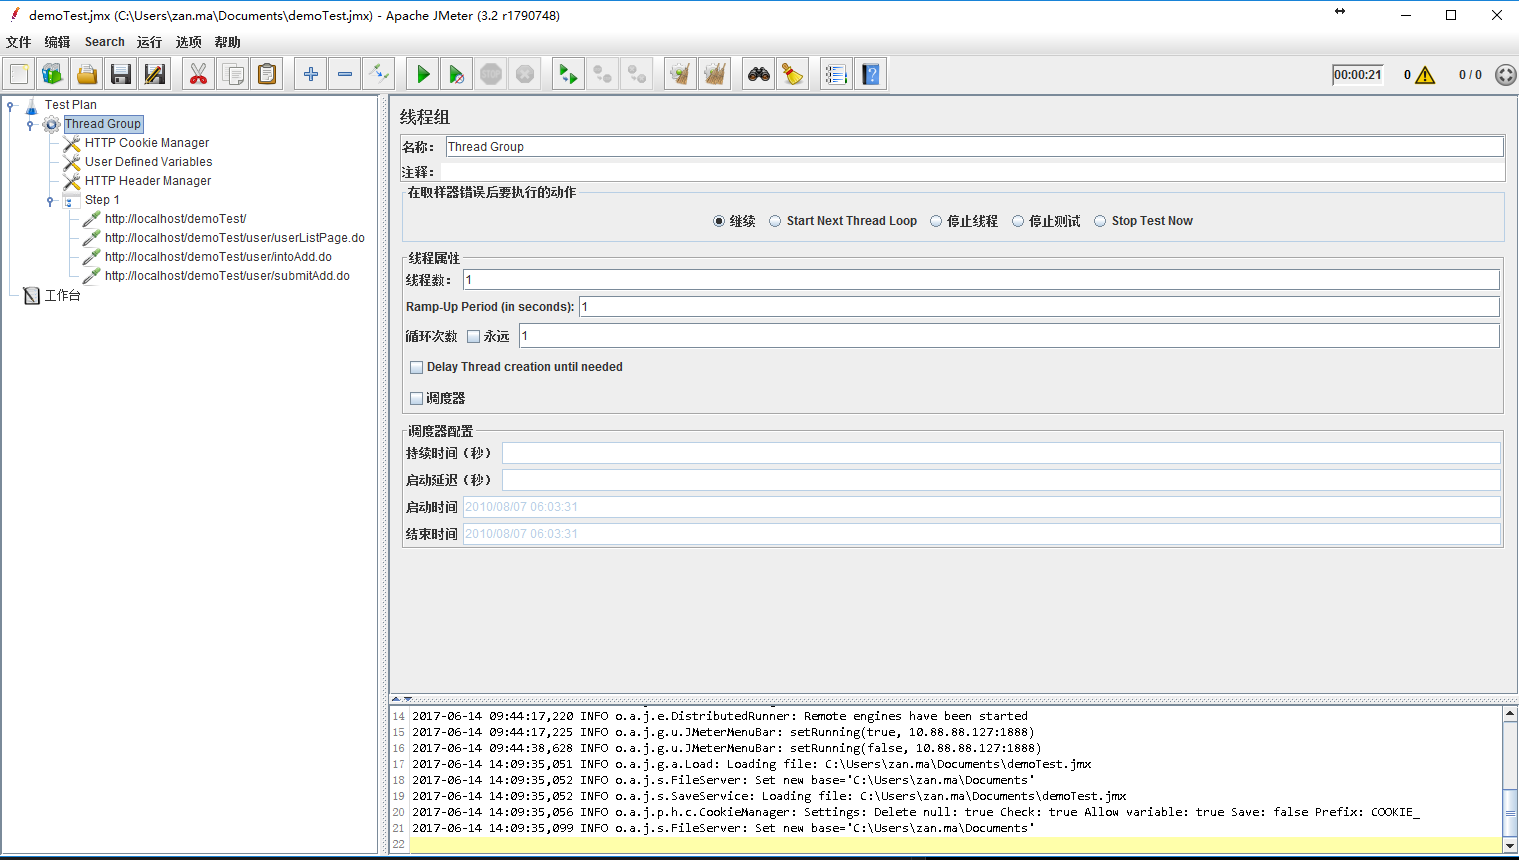 demoTest.jmx (C:\Users\zan.ma\Documents\demoTest.jmx) - Apache JMeter (3.2 r1790748)
文件 编辑 Search 运行 选项 帮助
00:00:21 0 0 / 0
Test Plan
Thread Group
HTTP Cookie Manager
User Defined Variables
HTTP Header Manager
Step 1
http://localhost/demoTest/
http://localhost/demoTest/user/userListPage.do
http://localhost/demoTest/user/intoAdd.do
http://localhost/demoTest/user/submitAdd.do
工作台
线程组
名称： Thread Group
注释：
在取样器错误后要执行的动作
继续 Start Next Thread Loop 停止线程 停止测试 Stop Test Now
线程属性
线程数： 1
Ramp-Up Period (in seconds): 1
循环次数 永远 1
Delay Thread creation until needed
调度器
调度器配置
持续时间（秒）
启动延迟（秒）
启动时间 2010/08/07 06:03:31
结束时间 2010/08/07 06:03:31
14 2017-06-14 09:44:17,220 INFO o.a.j.e.DistributedRunner: Remote engines have been started
15 2017-06-14 09:44:17,225 INFO o.a.j.g.u.JMeterMenuBar: setRunning(true, 10.88.88.127:1888)
16 2017-06-14 09:44:38,628 INFO o.a.j.g.u.JMeterMenuBar: setRunning(false, 10.88.88.127:1888)
17 2017-06-14 14:09:35,051 INFO o.a.j.g.a.Load: Loading file: C:\Users\zan.ma\Documents\demoTest.jmx
18 2017-06-14 14:09:35,052 INFO o.a.j.s.FileServer: Set new base='C:\Users\zan.ma\Documents'
19 2017-06-14 14:09:35,052 INFO o.a.j.s.SaveService: Loading file: C:\Users\zan.ma\Documents\demoTest.jmx
20 2017-06-14 14:09:35,056 INFO o.a.j.p.h.c.CookieManager: Settings: Delete null: true Check: true Allow variable: true Save: false Prefix: COOKIE_
21 2017-06-14 14:09:35,099 INFO o.a.j.s.FileServer: Set new base='C:\Users\zan.ma\Documents'
22